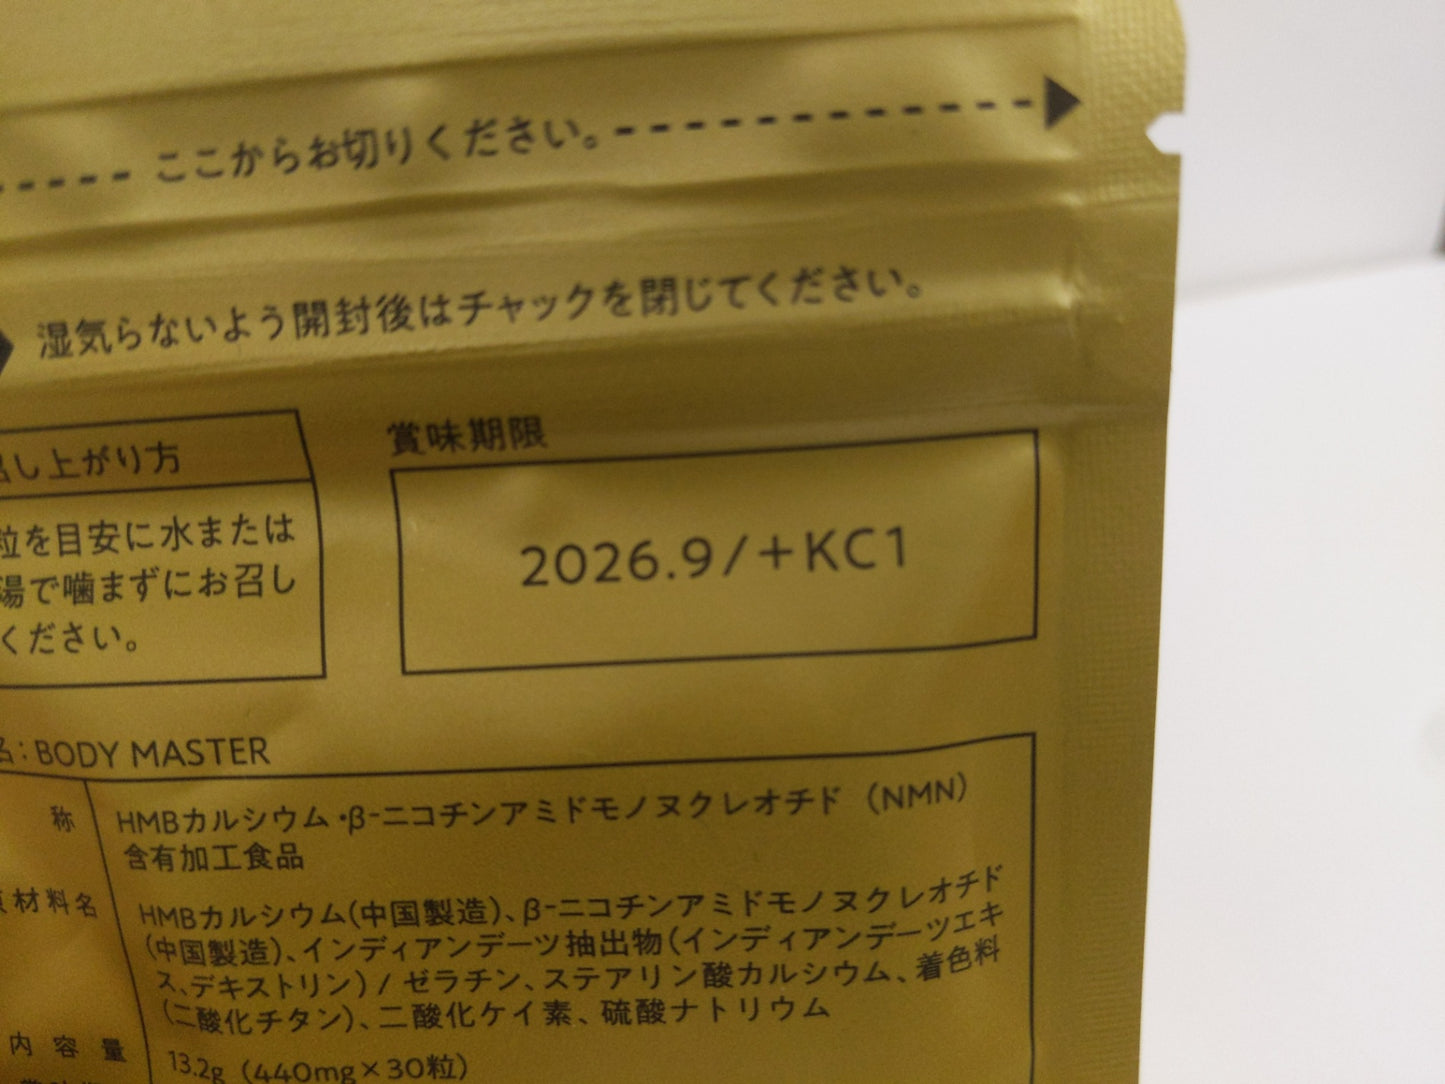 ここからお切りください。
湿気らないよう開封後はチャックを閉じてください。
し上がり方
粒を目安に水または
湯で噛まずにお召し
ください。
賞味期限
2026.9/+KC1
名：BODY MASTER
称
HMBカルシウム・β-ニコチンアミドモノヌクレオチド（NMN）
含有加工食品
材料名
HMBカルシウム(中国製造)、β-ニコチンアミドモノヌクレオチド
(中国製造)、インディアンデーツ抽出物(インディアンデーツエキ
ス、デキストリン) / ゼラチン、ステアリン酸カルシウム、着色料
(二酸化チタン)、二酸化ケイ素、硫酸ナトリウム
内容量
13.2g（440mg×30粒）